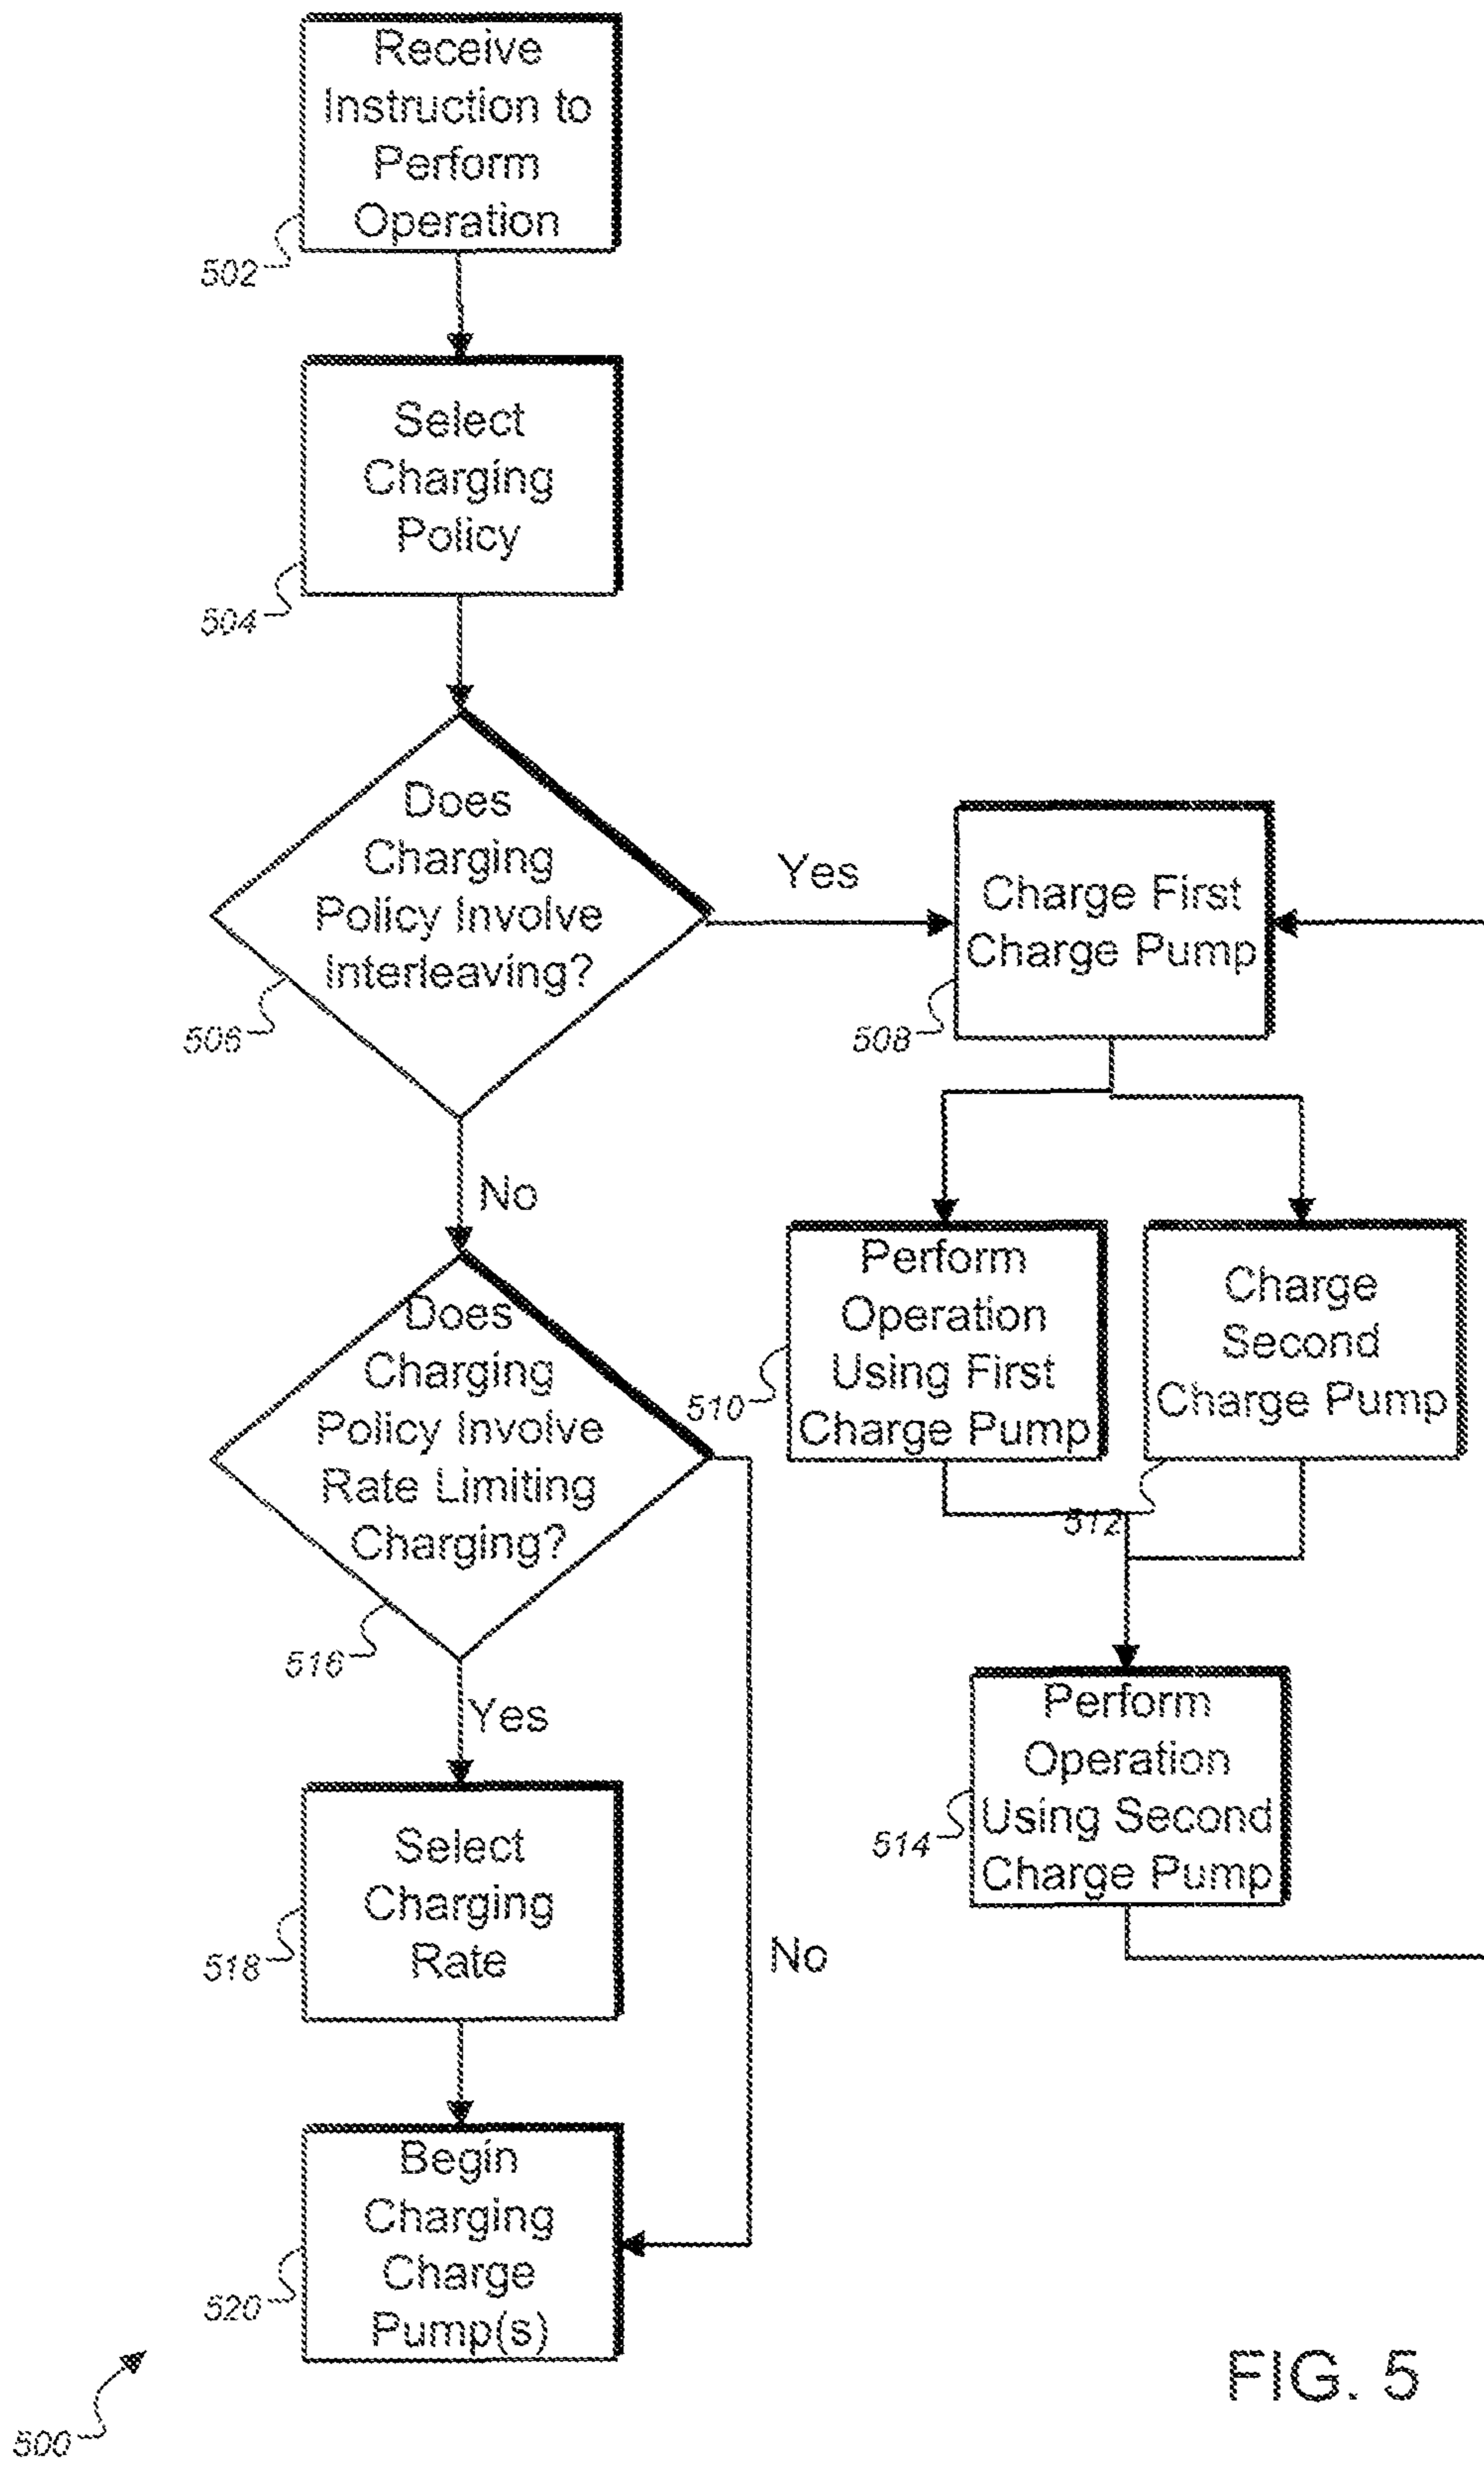 Receive
Instruction to
Perform
Operation
502
Select
Charging
Policy
504
Does
Charging
Policy Involve
Interleaving?
506
Yes
Charge First
Charge Pump
508
No
Perform
Operation
Using First
Charge Pump
510
Charge
Second
Charge Pump
512
Does
Charging
Policy Involve
Rate Limiting
Charging?
516
Yes
No
Perform
Operation
Using Second
Charge Pump
514
Select
Charging
Rate
518
Begin
Charging
Charge
Pump(s)
520
500
FIG. 5